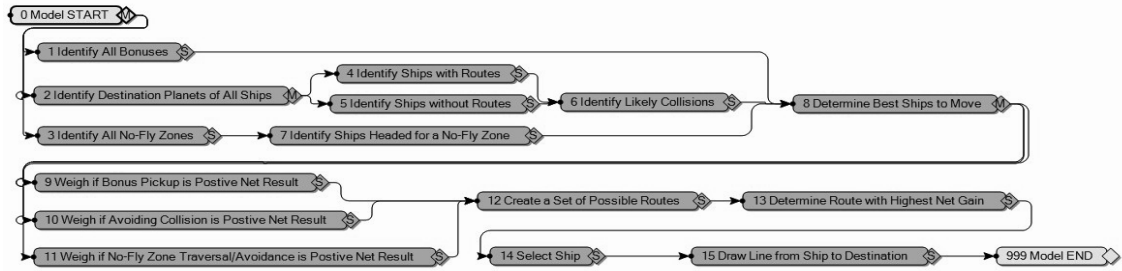 0 Model START M
1 Identify All Bonuses S
2 Identify Destination Planets of All Ships M
4 Identify Ships with Routes S
5 Identify Ships without Routes S
6 Identify Likely Collisions S
8 Determine Best Ships to Move M
3 Identify All No-Fly Zones S
7 Identify Ships Headed for a No-Fly Zone S
9 Weigh if Bonus Pickup is Postive Net Result S
10 Weigh if Avoiding Collision is Postive Net Result S
11 Weigh if No-Fly Zone Traversal/Avoidance is Postive Net Result S
12 Create a Set of Possible Routes S
13 Determine Route with Highest Net Gain S
14 Select Ship S
15 Draw Line from Ship to Destination S
999 Model END